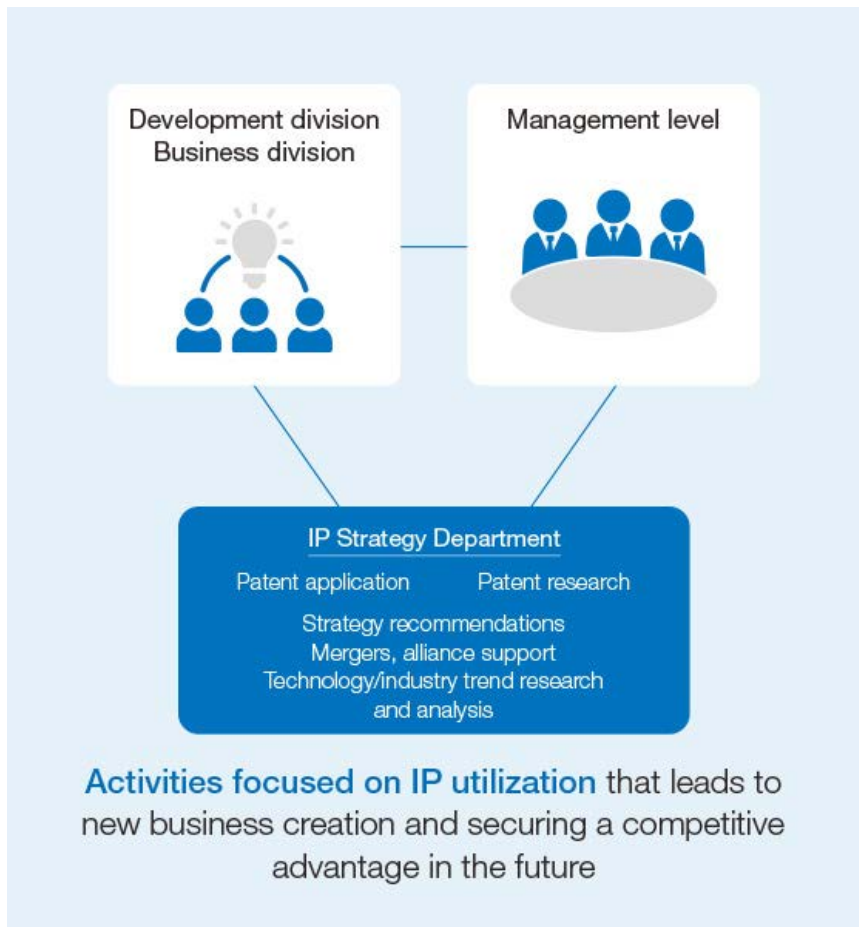 Development division
Business division
Management level
IP Strategy Department
Patent application
Patent research
Strategy recommendations
Mergers, alliance support
Technology/industry trend research
and analysis
Activities focused on IP utilization that leads to
new business creation and securing a competitive
advantage in the future